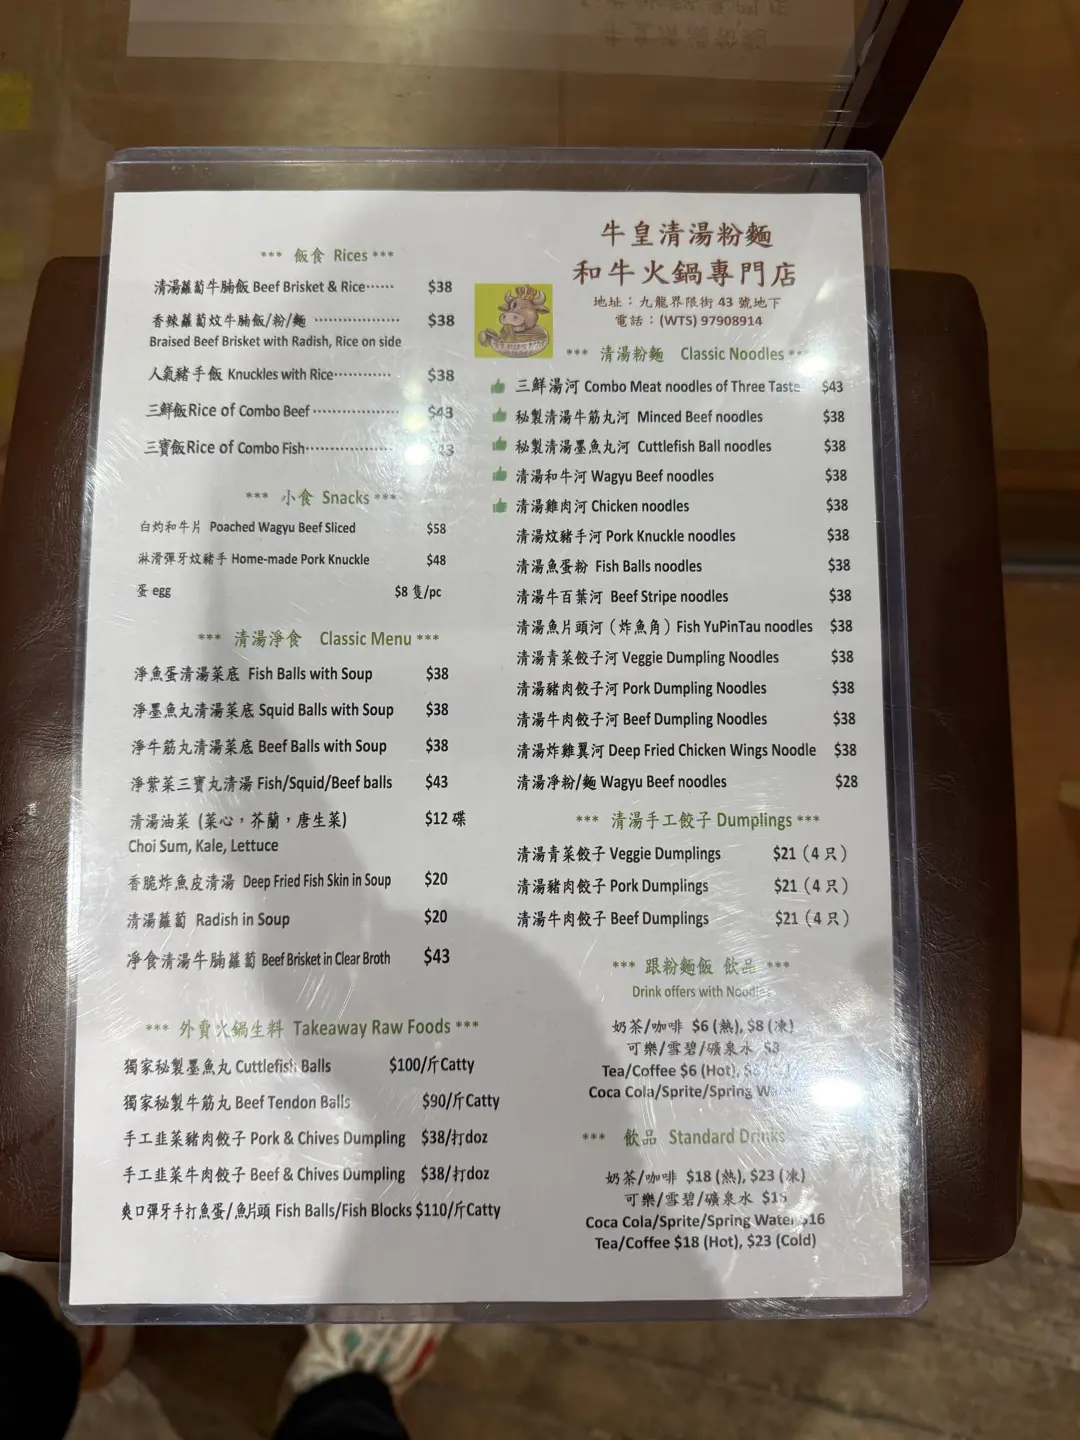 *** 飯食 Rices ***
清湯蘿蔔牛腩飯 Beef Brisket & Rice······ $38
香辣蘿蔔炆牛腩飯/粉/麵 ·················· $38
Braised Beef Brisket with Radish, Rice on side
人氣豬手飯 Knuckles with Rice············ $38
三鮮飯Rice of Combo Beef ·················· $43
三寶飯Rice of Combo Fish··················
*** 小食 Snacks ***
白灼和牛片 Poached Wagyu Beef Sliced $58
淋滑彈牙炆豬手 Home-made Pork Knuckle $48
蛋 egg $8 隻/pc
*** 清湯淨食 Classic Menu ***
淨魚蛋清湯菜底 Fish Balls with Soup $38
淨墨魚丸清湯菜底 Squid Balls with Soup $38
淨牛筋丸清湯菜底 Beef Balls with Soup $38
淨紫菜三寶丸清湯 Fish/Squid/Beef balls $43
清湯油菜 (菜心，芥蘭，唐生菜) $12 碟
Choi Sum, Kale, Lettuce
香脆炸魚皮清湯 Deep Fried Fish Skin in Soup $20
清湯蘿蔔 Radish in Soup $20
淨食清湯牛腩蘿蔔 Beef Brisket in Clear Broth $43
*** 外賣火鍋生料 Takeaway Raw Foods ***
獨家秘製墨魚丸 Cuttlefish Balls $100/斤Catty
獨家秘製牛筋丸 Beef Tendon Balls $90/斤Catty
手工韭菜豬肉餃子 Pork & Chives Dumpling $38/打doz
手工韭菜牛肉餃子 Beef & Chives Dumpling $38/打doz
爽口彈牙手打魚蛋/魚片頭 Fish Balls/Fish Blocks $110/斤Catty
牛皇清湯粉麵
和牛火鍋專門店
地址：九龍界限街 43 號地下
電話：(WTS) 97908914
*** 清湯粉麵 Classic Noodles ***
三鮮湯河 Combo Meat noodles of Three Taste $43
秘製清湯牛筋丸河 Minced Beef noodles $38
秘製清湯墨魚丸河 Cuttlefish Ball noodles $38
清湯和牛河 Wagyu Beef noodles $38
清湯雞肉河 Chicken noodles $38
清湯炆豬手河 Pork Knuckle noodles $38
清湯魚蛋粉 Fish Balls noodles $38
清湯牛百葉河 Beef Stripe noodles $38
清湯魚片頭河（炸魚角）Fish YuPinTau noodles $38
清湯青菜餃子河 Veggie Dumpling Noodles $38
清湯豬肉餃子河 Pork Dumpling Noodles $38
清湯牛肉餃子河 Beef Dumpling Noodles $38
清湯炸雞翼河 Deep Fried Chicken Wings Noodle $38
清湯淨粉/麵 Wagyu Beef noodles $28
*** 清湯手工餃子 Dumplings ***
清湯青菜餃子 Veggie Dumplings $21（4 只）
清湯豬肉餃子 Pork Dumplings $21（4 只）
清湯牛肉餃子 Beef Dumplings $21（4 只）
*** 跟粉麵飯 飲品 ***
Drink offers with Noodles
奶茶/咖啡 $6 (熱), $8 (凍)
可樂/雪碧/礦泉水 $3
Tea/Coffee $6 (Hot),
Coca Cola/Sprite/Spring
*** 飲品 Standard Drinks
奶茶/咖啡 $18 (熱), $23 (凍)
可樂/雪碧/礦泉水
Coca Cola/Sprite/Spring Water $16
Tea/Coffee $18 (Hot), $23 (Cold)